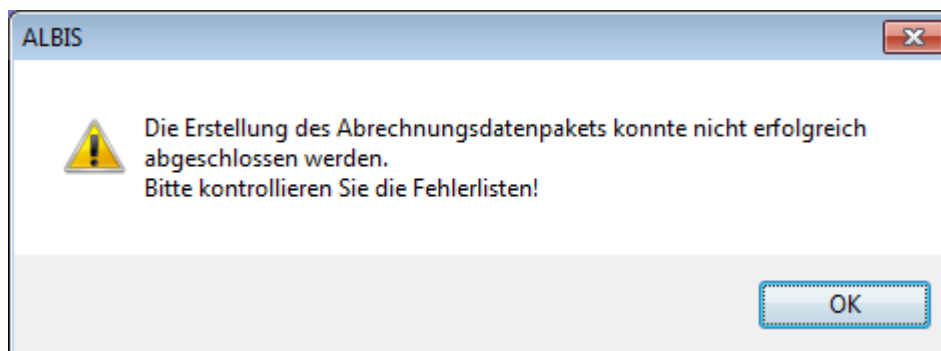 ALBIS
Die Erstellung des Abrechnungsdatenpakets konnte nicht erfolgreich
abgeschlossen werden.
Bitte kontrollieren Sie die Fehlerlisten!
OK